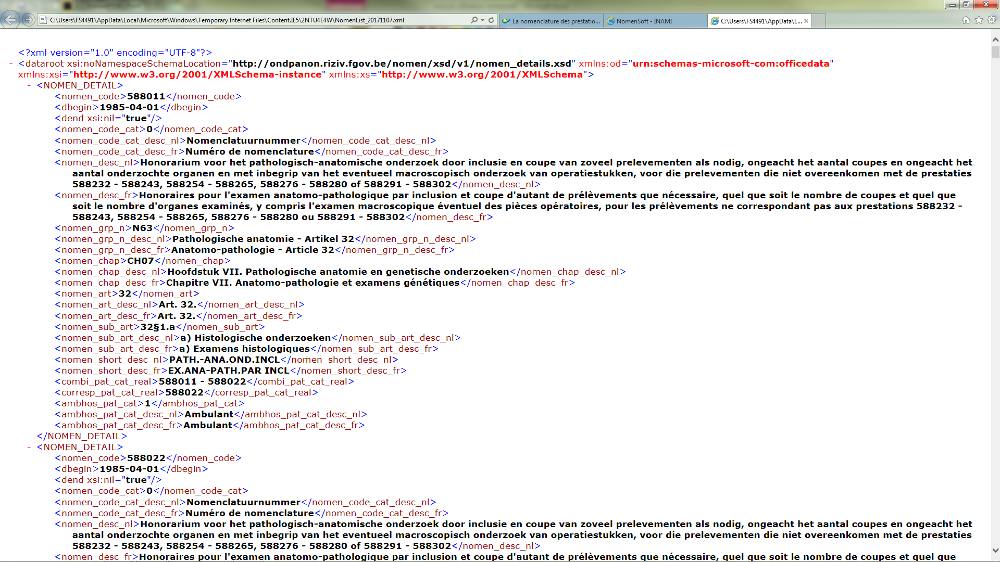 C:\Users\FS4491\AppData\Local\Microsoft\Windows\Temporary Internet Files\Content.IE5\2NTU4E4W\NomenList_20171107.xml
La nomenclature des prestatio...
NomenSoft - INAMI
C:\Users\FS4491\AppData\L...
<?xml version="1.0" encoding="UTF-8"?>
- <dataroot xsi:noNamespaceSchemaLocation="http://ondpanon.riziv.fgov.be/nomen/xsd/v1/nomen_details.xsd" xmlns:od="urn:schemas-microsoft-com:officedata"
xmlns:xsi="http://www.w3.org/2001/XMLSchema-instance" xmlns:xs="http://www.w3.org/2001/XMLSchema">
- <NOMEN_DETAIL>
<nomen_code>588011</nomen_code>
<dbegin>1985-04-01</dbegin>
<dend xsi:nil="true"/>
<nomen_code_cat>0</nomen_code_cat>
<nomen_code_cat_desc_nl>Nomenclatuurnummer</nomen_code_cat_desc_nl>
<nomen_code_cat_desc_fr>Numéro de nomenclature</nomen_code_cat_desc_fr>
<nomen_desc_nl>Honorarium voor het pathologisch-anatomische onderzoek door inclusie en coupe van zoveel prelevementen als nodig, ongeacht het aantal coupes en ongeacht het
aantal onderzochte organen en met inbegrip van het eventueel macroscopisch onderzoek van operatiestukken, voor die prelevementen die niet overeenkomen met de prestaties
588232 - 588243, 588254 - 588265, 588276 - 588280 of 588291 - 588302</nomen_desc_nl>
<nomen_desc_fr>Honoraires pour l'examen anatomo-pathologique par inclusion et coupe d'autant de prélèvements que nécessaire, quel que soit le nombre de coupes et quel que
soit le nombre d'organes examinés, y compris l'examen macroscopique éventuel des pièces opératoires, pour les prélèvements ne correspondant pas aux prestations 588232 -
588243, 588254 - 588265, 588276 - 588280 ou 588291 - 588302</nomen_desc_fr>
<nomen_grp_n>N63</nomen_grp_n>
<nomen_grp_n_desc_nl>Pathologische anatomie - Artikel 32</nomen_grp_n_desc_nl>
<nomen_grp_n_desc_fr>Anatomo-pathologie - Article 32</nomen_grp_n_desc_fr>
<nomen_chap>CH07</nomen_chap>
<nomen_chap_desc_nl>Hoofdstuk VII. Pathologische anatomie en genetische onderzoeken</nomen_chap_desc_nl>
<nomen_chap_desc_fr>Chapitre VII. Anatomo-pathologie et examens génétiques</nomen_chap_desc_fr>
<nomen_art>32</nomen_art>
<nomen_art_desc_nl>Art. 32.</nomen_art_desc_nl>
<nomen_art_desc_fr>Art. 32.</nomen_art_desc_fr>
<nomen_sub_art>32§1.a</nomen_sub_art>
<nomen_sub_art_desc_nl>a) Histologische onderzoeken</nomen_sub_art_desc_nl>
<nomen_sub_art_desc_fr>a) Examens histologiques</nomen_sub_art_desc_fr>
<nomen_short_desc_nl>PATH.-ANA.OND.INCL</nomen_short_desc_nl>
<nomen_short_desc_fr>EX.ANA-PATH.PAR INCL</nomen_short_desc_fr>
<combi_pat_cat_real>588011 - 588022</combi_pat_cat_real>
<corresp_pat_cat_real>588022</corresp_pat_cat_real>
<ambhos_pat_cat>1</ambhos_pat_cat>
<ambhos_pat_cat_desc_nl>Ambulant</ambhos_pat_cat_desc_nl>
<ambhos_pat_cat_desc_fr>Ambulant</ambhos_pat_cat_desc_fr>
</NOMEN_DETAIL>
- <NOMEN_DETAIL>
<nomen_code>588022</nomen_code>
<dbegin>1985-04-01</dbegin>
<dend xsi:nil="true"/>
<nomen_code_cat>0</nomen_code_cat>
<nomen_code_cat_desc_nl>Nomenclatuurnummer</nomen_code_cat_desc_nl>
<nomen_code_cat_desc_fr>Numéro de nomenclature</nomen_code_cat_desc_fr>
<nomen_desc_nl>Honorarium voor het pathologisch-anatomische onderzoek door inclusie en coupe van zoveel prelevementen als nodig, ongeacht het aantal coupes en ongeacht het
aantal onderzochte organen en met inbegrip van het eventueel macroscopisch onderzoek van operatiestukken, voor die prelevementen die niet overeenkomen met de prestaties
588232 - 588243, 588254 - 588265, 588276 - 588280 of 588291 - 588302</nomen_desc_nl>
<nomen_desc_fr>Honoraires pour l'examen anatomo-pathologique par inclusion et coupe d'autant de prélèvements que nécessaire, quel que soit le nombre de coupes et quel que